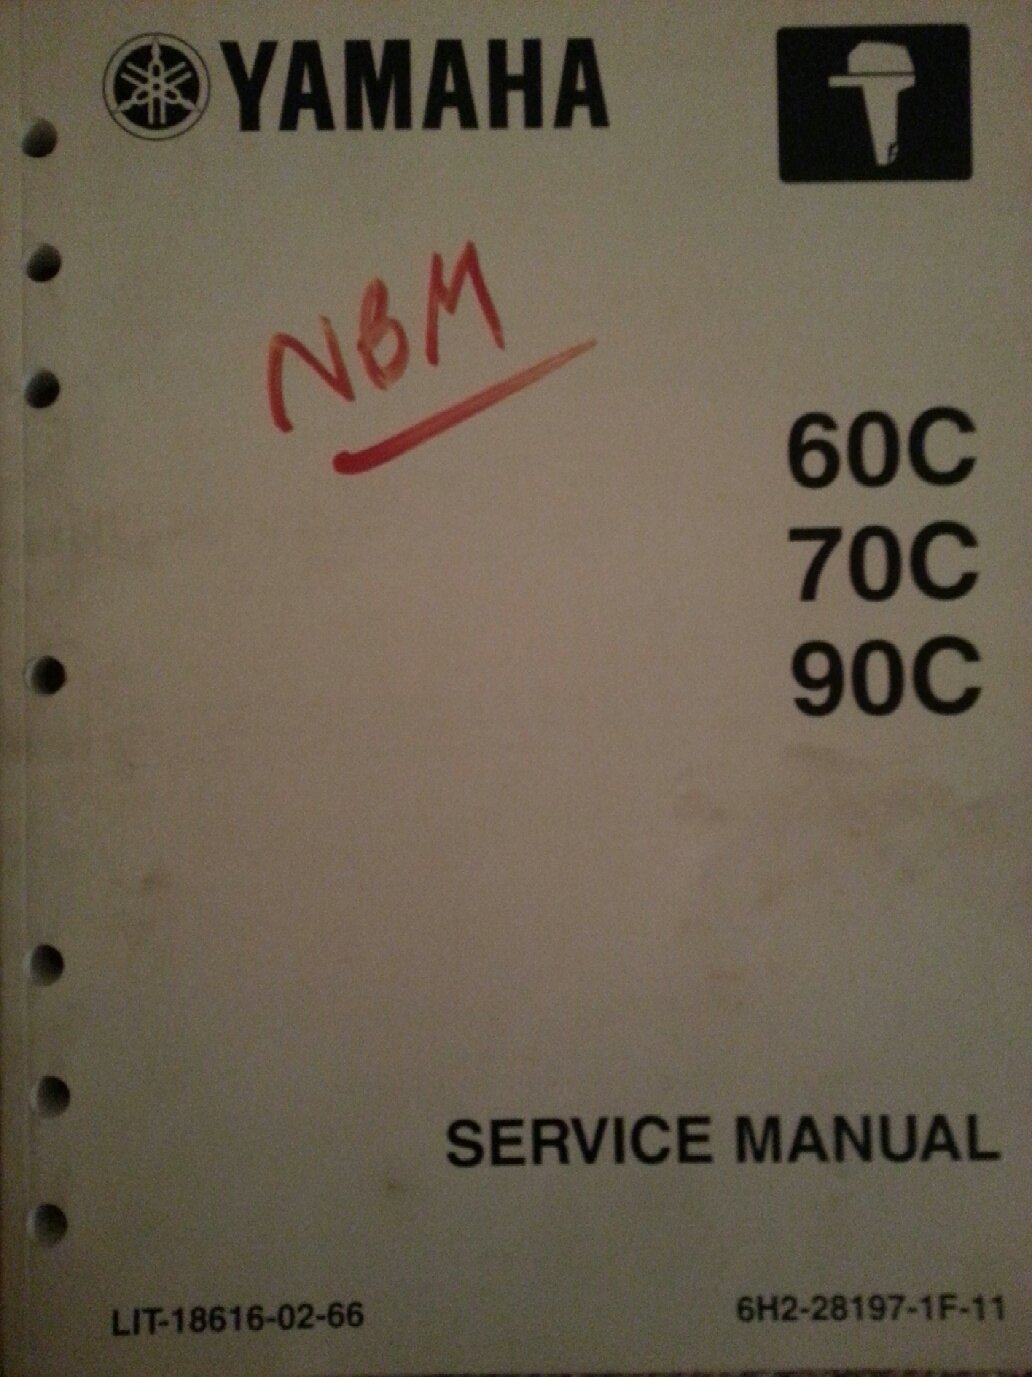 YAMAHA
NBM
60C
70C
90C
SERVICE MANUAL
LIT-18616-02-66
6H2-28197-1F-11